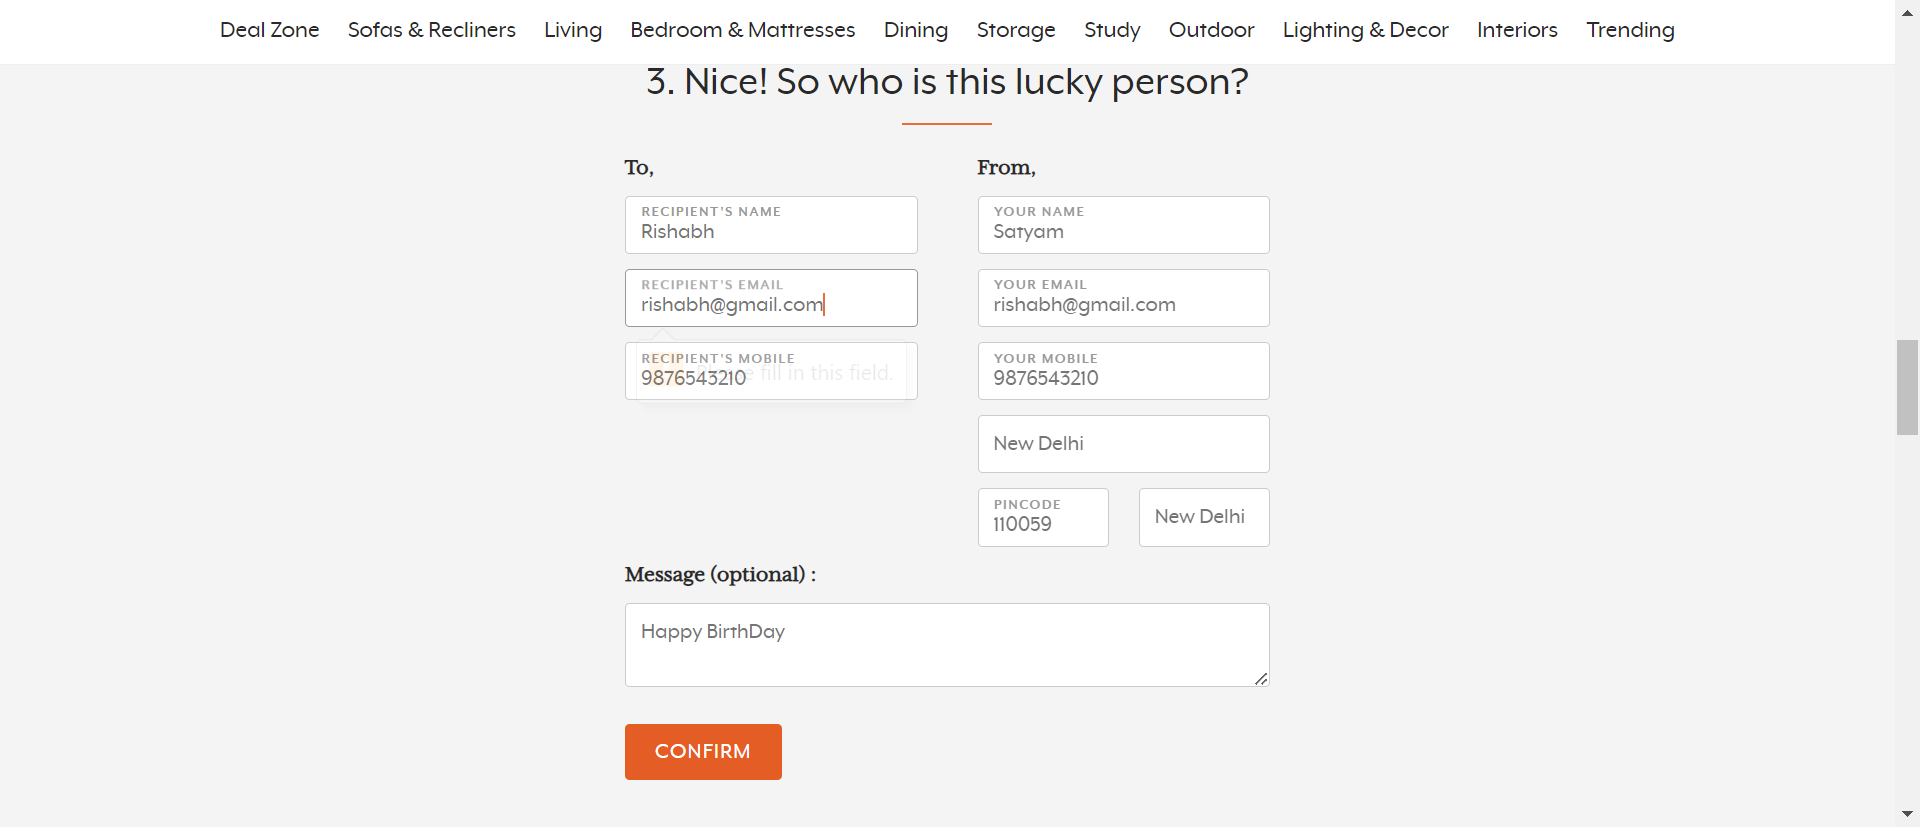 Deal Zone Sofas & Recliners Living Bedroom & Mattresses Dining Storage Study Outdoor Lighting & Decor Interiors Trending
3. Nice! So who is this lucky person?
To,
RECIPIENT'S NAME
Rishabh
RECIPIENT'S EMAIL
rishabh@gmail.com
RECIPIENT'S MOBILE
9876543210
Please fill in this field.
From,
YOUR NAME
Satyam
YOUR EMAIL
rishabh@gmail.com
YOUR MOBILE
9876543210
New Delhi
PINCODE
110059
New Delhi
Message (optional) :
Happy BirthDay
CONFIRM